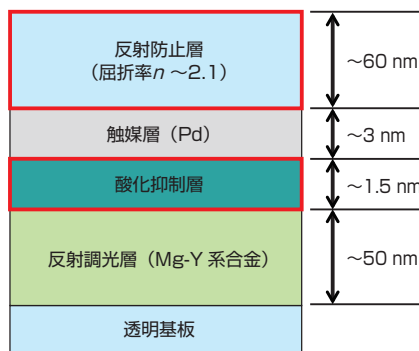 反射防止層
(屈折率n ～2.1)
～60 nm
触媒層（Pd）
～3 nm
酸化抑制層
～1.5 nm
反射調光層（Mg-Y 系合金）
～50 nm
透明基板